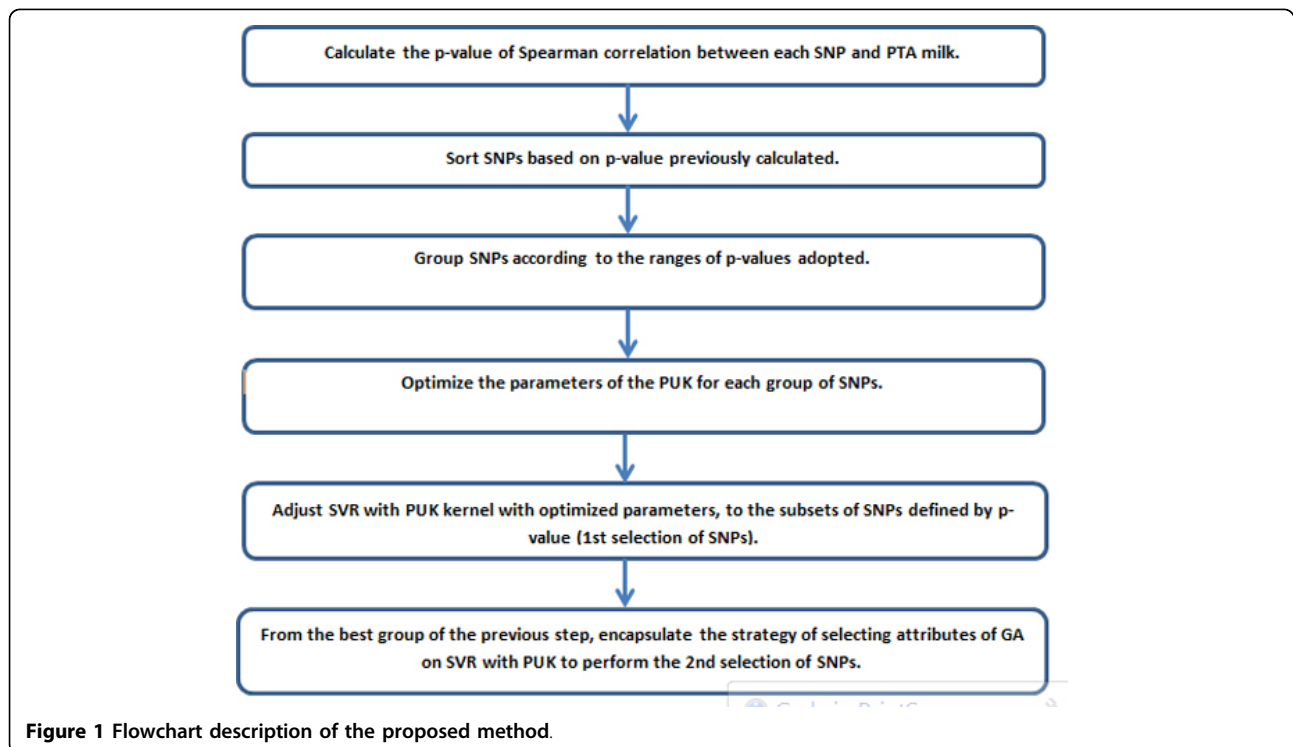 Calculate the p-value of Spearman correlation between each SNP and PTA milk.
Sort SNPs based on p-value previously calculated.
Group SNPs according to the ranges of p-values adopted.
Optimize the parameters of the PUK for each group of SNPs.
Adjust SVR with PUK kernel with optimized parameters, to the subsets of SNPs defined by p-
value (1st selection of SNPs).
From the best group of the previous step, encapsulate the strategy of selecting attributes of GA
on SVR with PUK to perform the 2nd selection of SNPs.
Figure 1 Flowchart description of the proposed method.